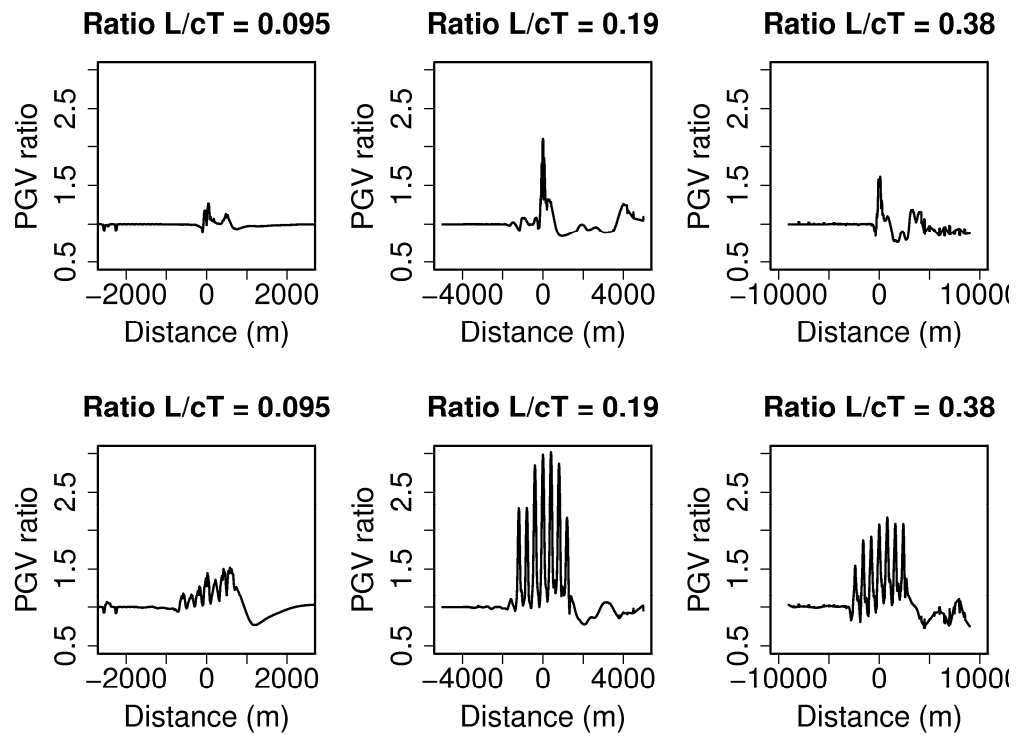 Ratio L/cT = 0.095 Ratio L/cT = 0.19 Ratio L/cT = 0.38
PGV ratio PGV ratio PGV ratio
2.5 2.5 2.5
1.5 1.5 1.5
0.5 0.5 0.5
−2000 0 2000 −4000 0 4000 −10000 0 10000
Distance (m) Distance (m) Distance (m)
Ratio L/cT = 0.095 Ratio L/cT = 0.19 Ratio L/cT = 0.38
PGV ratio PGV ratio PGV ratio
2.5 2.5 2.5
1.5 1.5 1.5
0.5 0.5 0.5
−2000 0 2000 −4000 0 4000 −10000 0 10000
Distance (m) Distance (m) Distance (m)